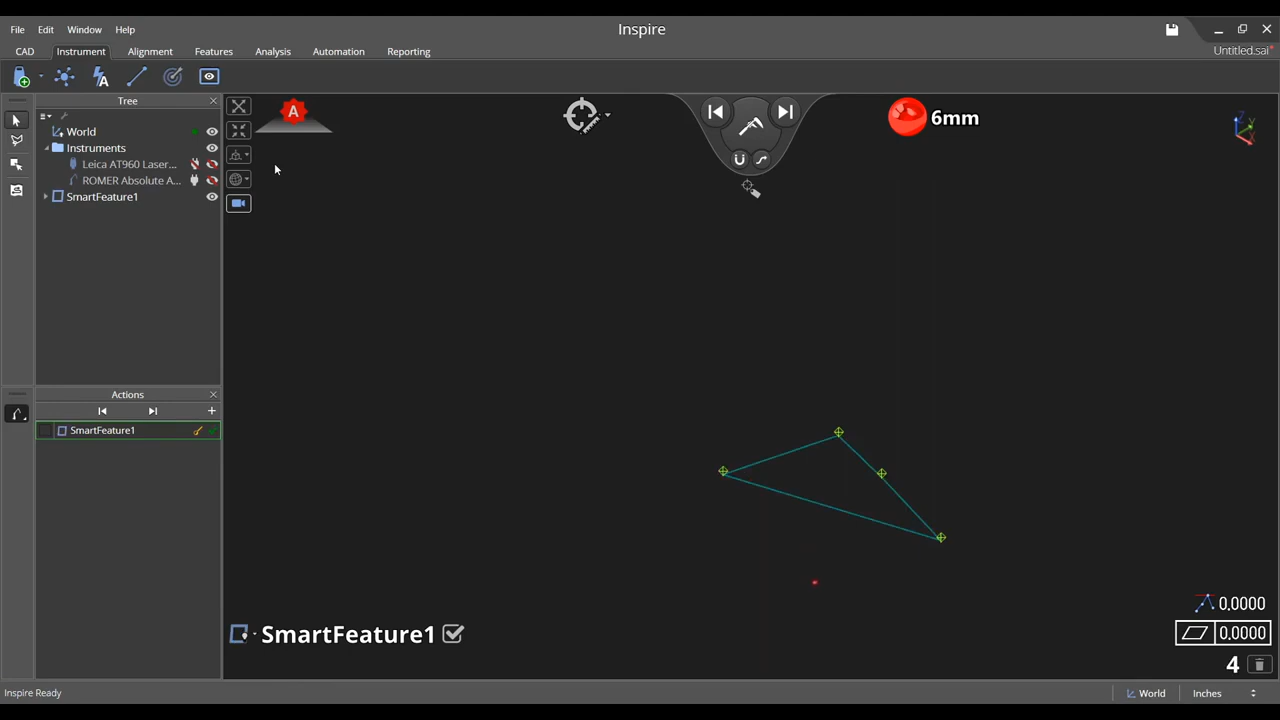 File Edit Window Help
Inspire
CAD Instrument Alignment Features Analysis Automation Reporting
Untitled.sai*
A
Tree
A
6mm
World
Instruments
Leica AT960 Laser...
ROMER Absolute A...
SmartFeature1
Actions
SmartFeature1
SmartFeature1
0.0000
0.0000
4
Inspire Ready
World
Inches